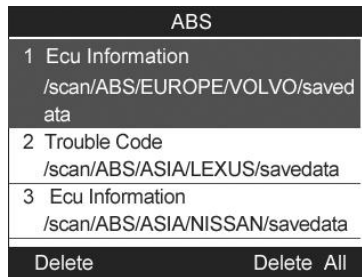 ABS
1 Ecu Information
/scan/ABS/EUROPE/VOLVO/saved
ata
2 Trouble Code
/scan/ABS/ASIA/LEXUS/savedata
3 Ecu Information
/scan/ABS/ASIA/NISSAN/savedata
Delete Delete All